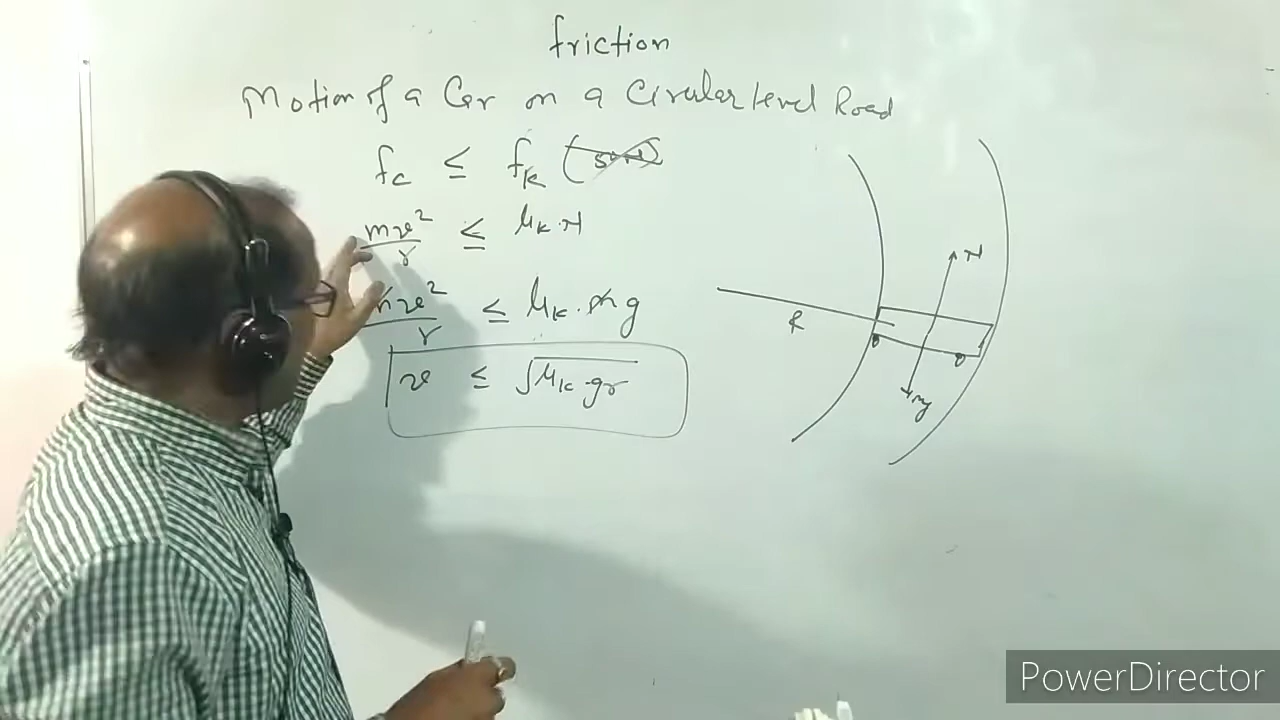 friction
Motion of a Car on a Circular level Road
fc ≤ fk
mv²/r ≤ μk·N
mv²/r ≤ μk·mg
v ≤ √μk·gr
N
R
mg
PowerDirector